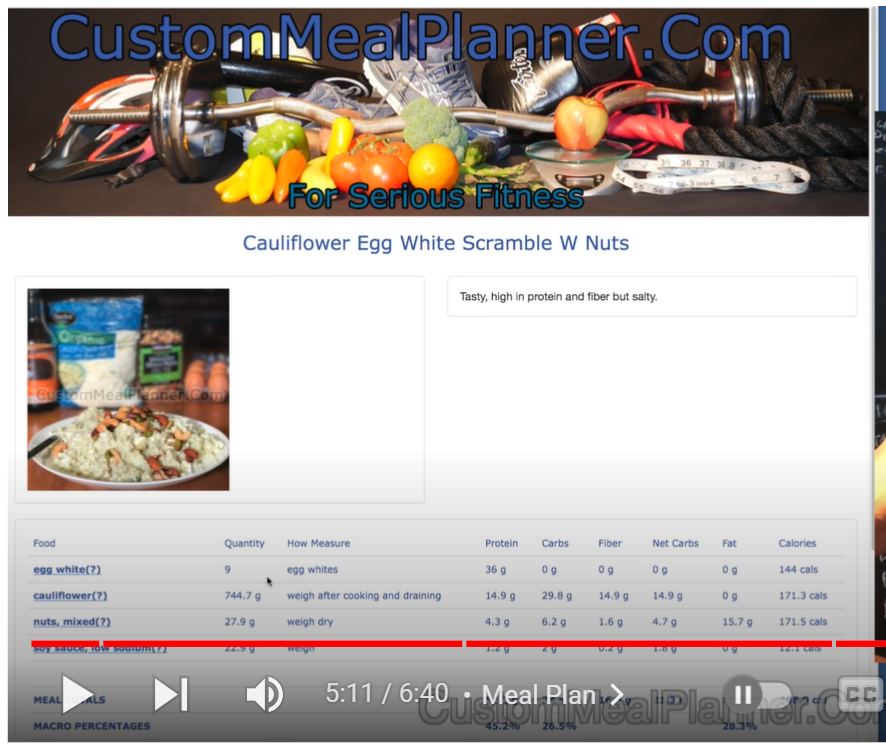 CustomMealPlanner.Com
For Serious Fitness
Cauliflower Egg White Scramble W Nuts
Tasty, high in protein and fiber but salty.
Organic
CustomMealPlanner.Com
Food Quantity How Measure Protein Carbs Fiber Net Carbs Fat Calories
egg white(?) 9 egg whites 36 g 0 g 0 g 0 g 0 g 144 cals
cauliflower(?) 744.7 g weigh after cooking and draining 14.9 g 29.8 g 14.9 g 14.9 g 0 g 171.3 cals
nuts, mixed(?) 27.9 g weigh dry 4.3 g 6.2 g 1.6 g 4.7 g 15.7 g 171.5 cals
soy sauce, low sodium(?) 22.9 g weigh 1.2 g 2 g 0.2 g 1.8 g 0 g 12.1 cals
5:11 / 6:40 • Meal Plan >
CC
CustomMealPlanner.Co
MACRO PERCENTAGES 45.2% 26.5% 28.3%